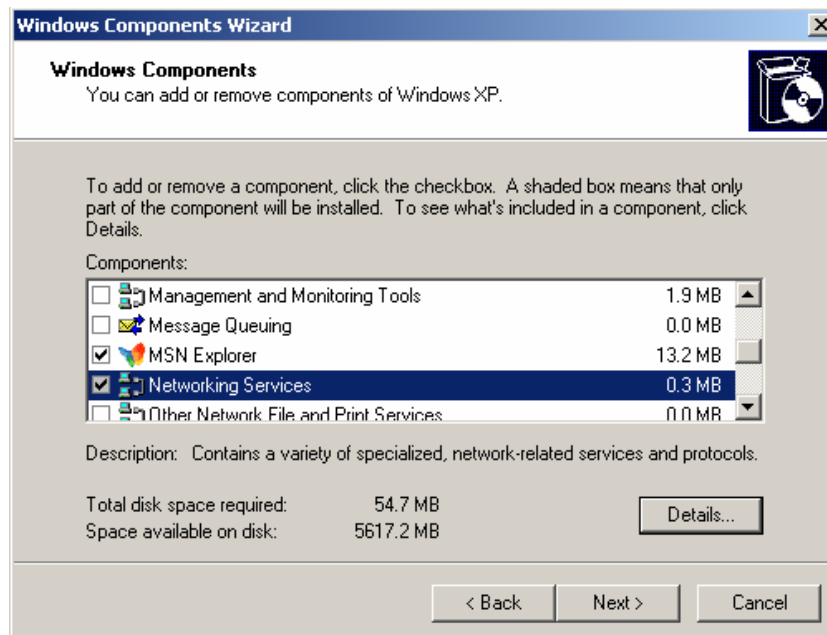 Windows Components Wizard
Windows Components
You can add or remove components of Windows XP.
To add or remove a component, click the checkbox. A shaded box means that only
part of the component will be installed. To see what's included in a component, click
Details.
Components:
Management and Monitoring Tools 1.9 MB
Message Queuing 0.0 MB
MSN Explorer 13.2 MB
Networking Services 0.3 MB
Other Network File and Print Services 0.0 MB
Description: Contains a variety of specialized, network-related services and protocols.
Total disk space required: 54.7 MB
Space available on disk: 5617.2 MB
Details...
< Back Next > Cancel